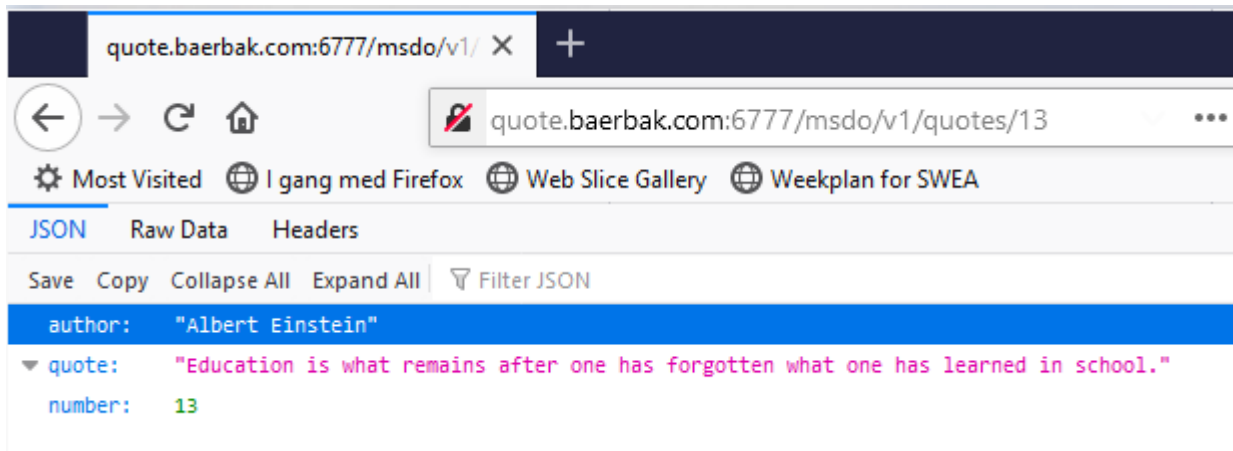 quote.baerbak.com:6777/msdo/v1/
quote.baerbak.com:6777/msdo/v1/quotes/13
Most Visited I gang med Firefox Web Slice Gallery Weekplan for SWEA
JSON Raw Data Headers
Save Copy Collapse All Expand All Filter JSON
author: "Albert Einstein"
quote: "Education is what remains after one has forgotten what one has learned in school."
number: 13